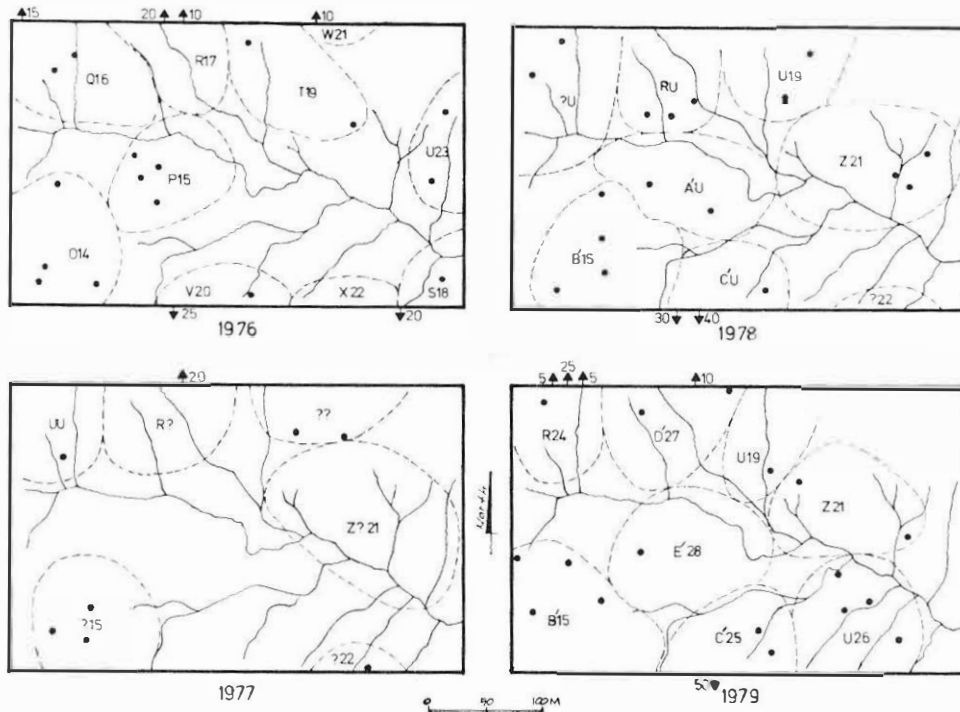 15
20
10
10
Q16
R17
W21
T19
U23
P15
O14
V20
X22
S18
25
20
1976
?U
RU
U19
Z21
A'U
B'15
C'U
?22
30
40
1978
20
UU
R?
??
Z?21
?15
?22
1977
North
5
25
5
10
R24
D'27
U19
Z21
E'28
B'15
C'25
U26
50
1979
0 50 100M